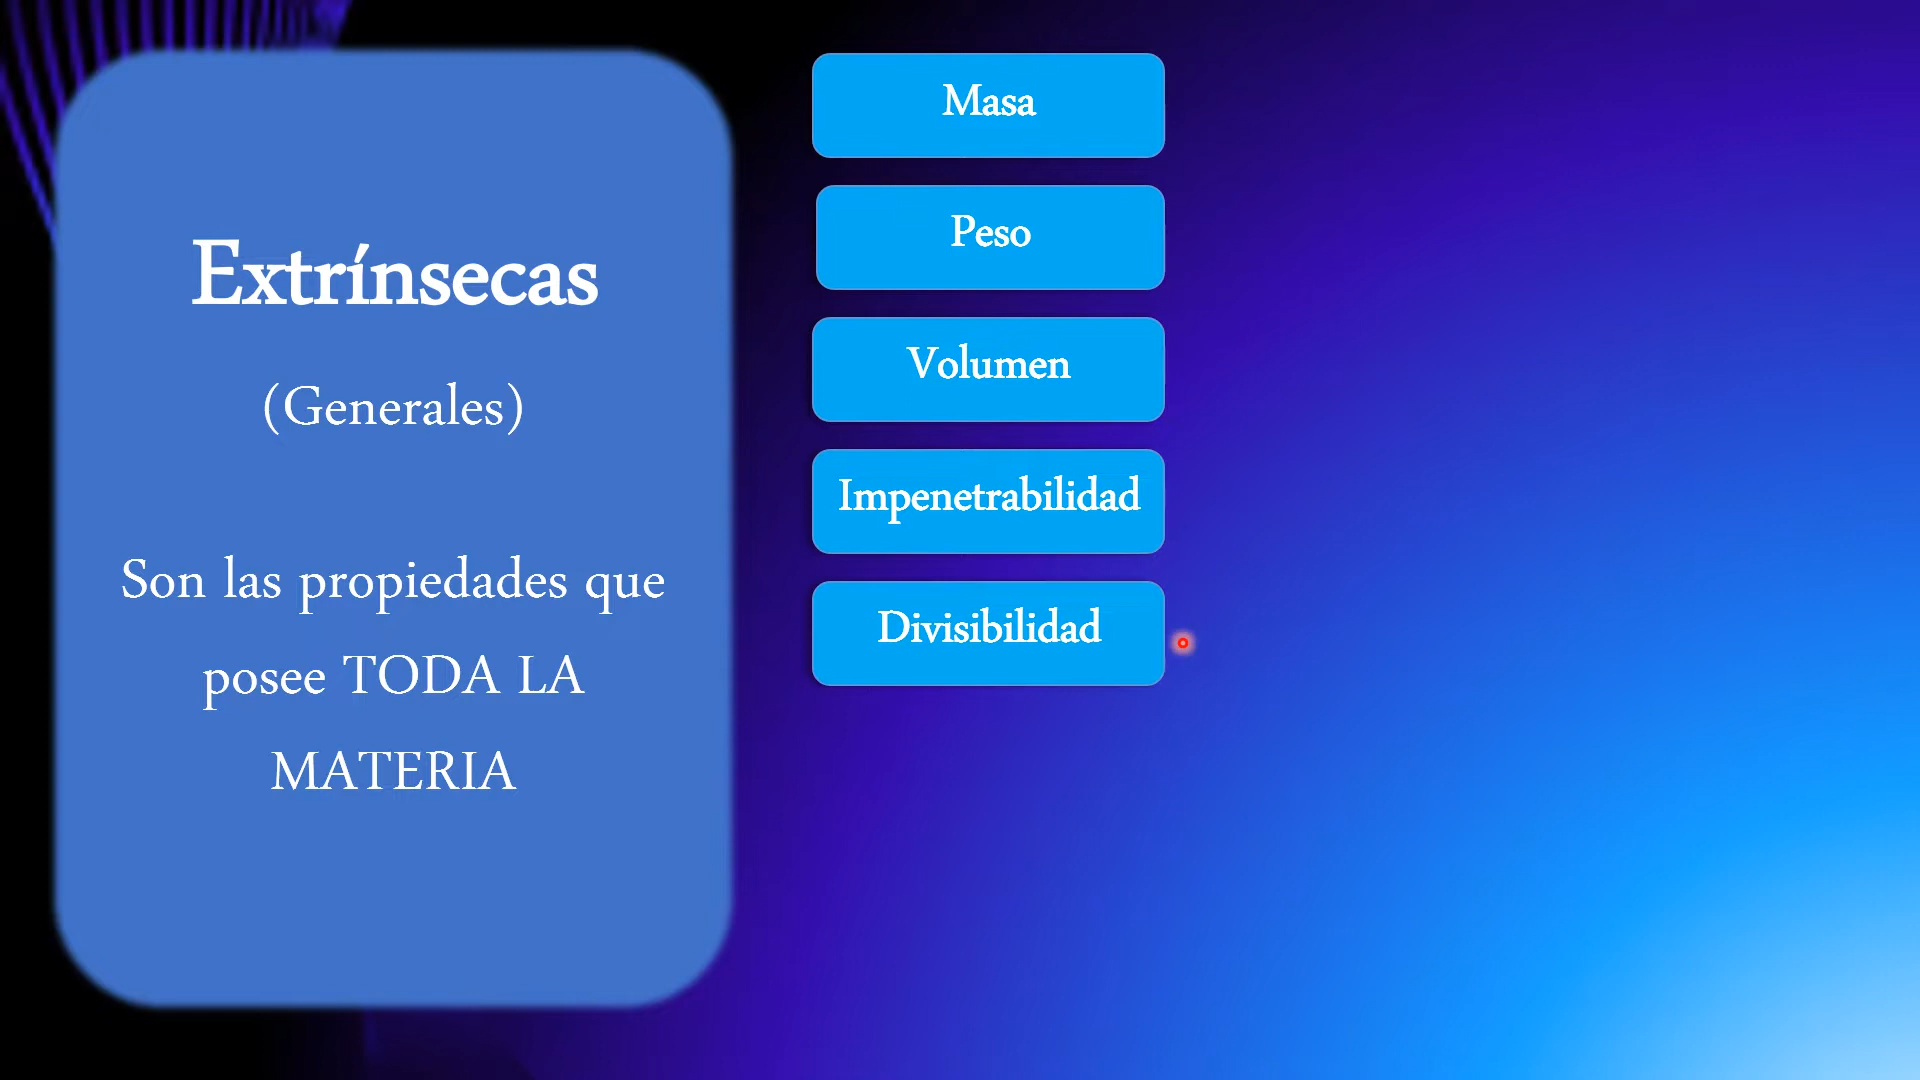 Extrínsecas
(Generales)
Son las propiedades que
posee TODA LA
MATERIA
Masa
Peso
Volumen
Impenetrabilidad
Divisibilidad